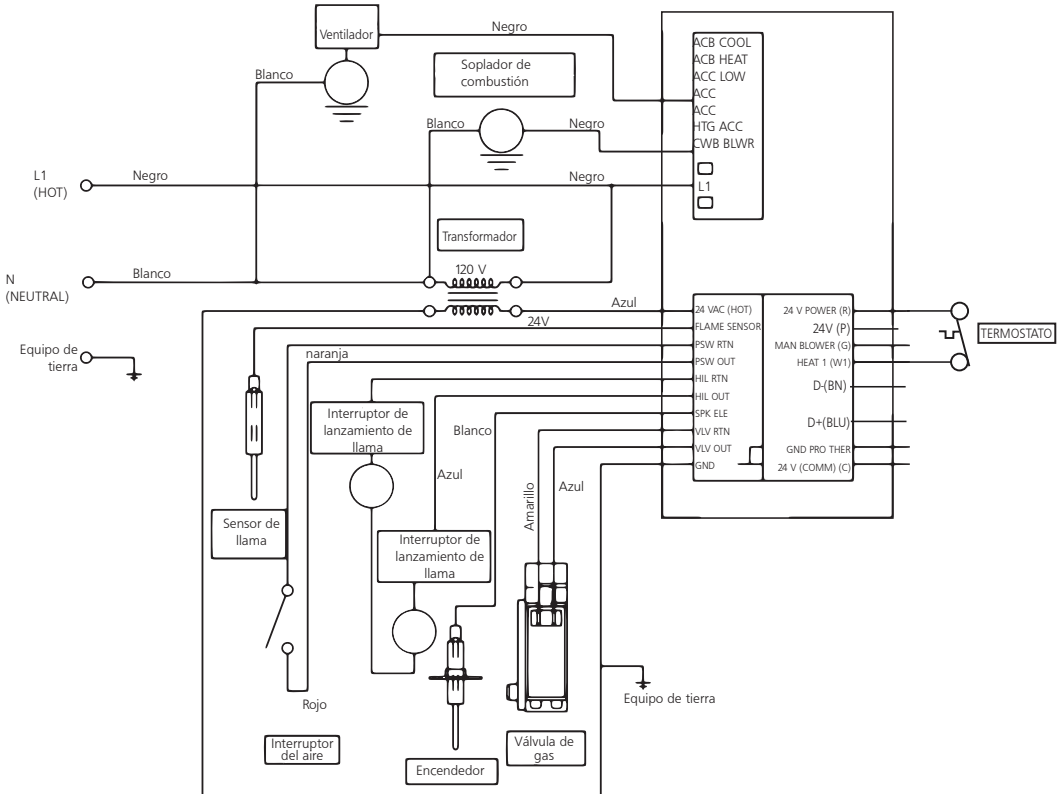 Ventilador
Negro
Blanco
Soplador de
combustión
Blanco
Negro
L1
(HOT)
Negro
Negro
ACB COOL
ACB HEAT
ACC LOW
ACC
ACC
HTG ACC
CWB BLWR
L1
Transformador
N
(NEUTRAL)
Blanco
120 V
24V
Azul
Equipo de
tierra
naranja
24 VAC (HOT)
FLAME SENSOR
PSW RTN
PSW OUT
HIL RTN
HIL OUT
SPK ELE
VLV RTN
VLV OUT
GND
24 V POWER (R)
24V (P)
MAN BLOWER (G)
HEAT 1 (W1)
D-(BN)
D+(BLU)
GND PRO THER
24 V (COMM) (C)
TERMOSTATO
Interruptor de
lanzamiento de
llama
Blanco
Azul
Amarillo
Azul
Sensor de
llama
Interruptor de
lanzamiento de
llama
Rojo
Equipo de tierra
Interruptor
del aire
Encendedor
Válvula de
gas